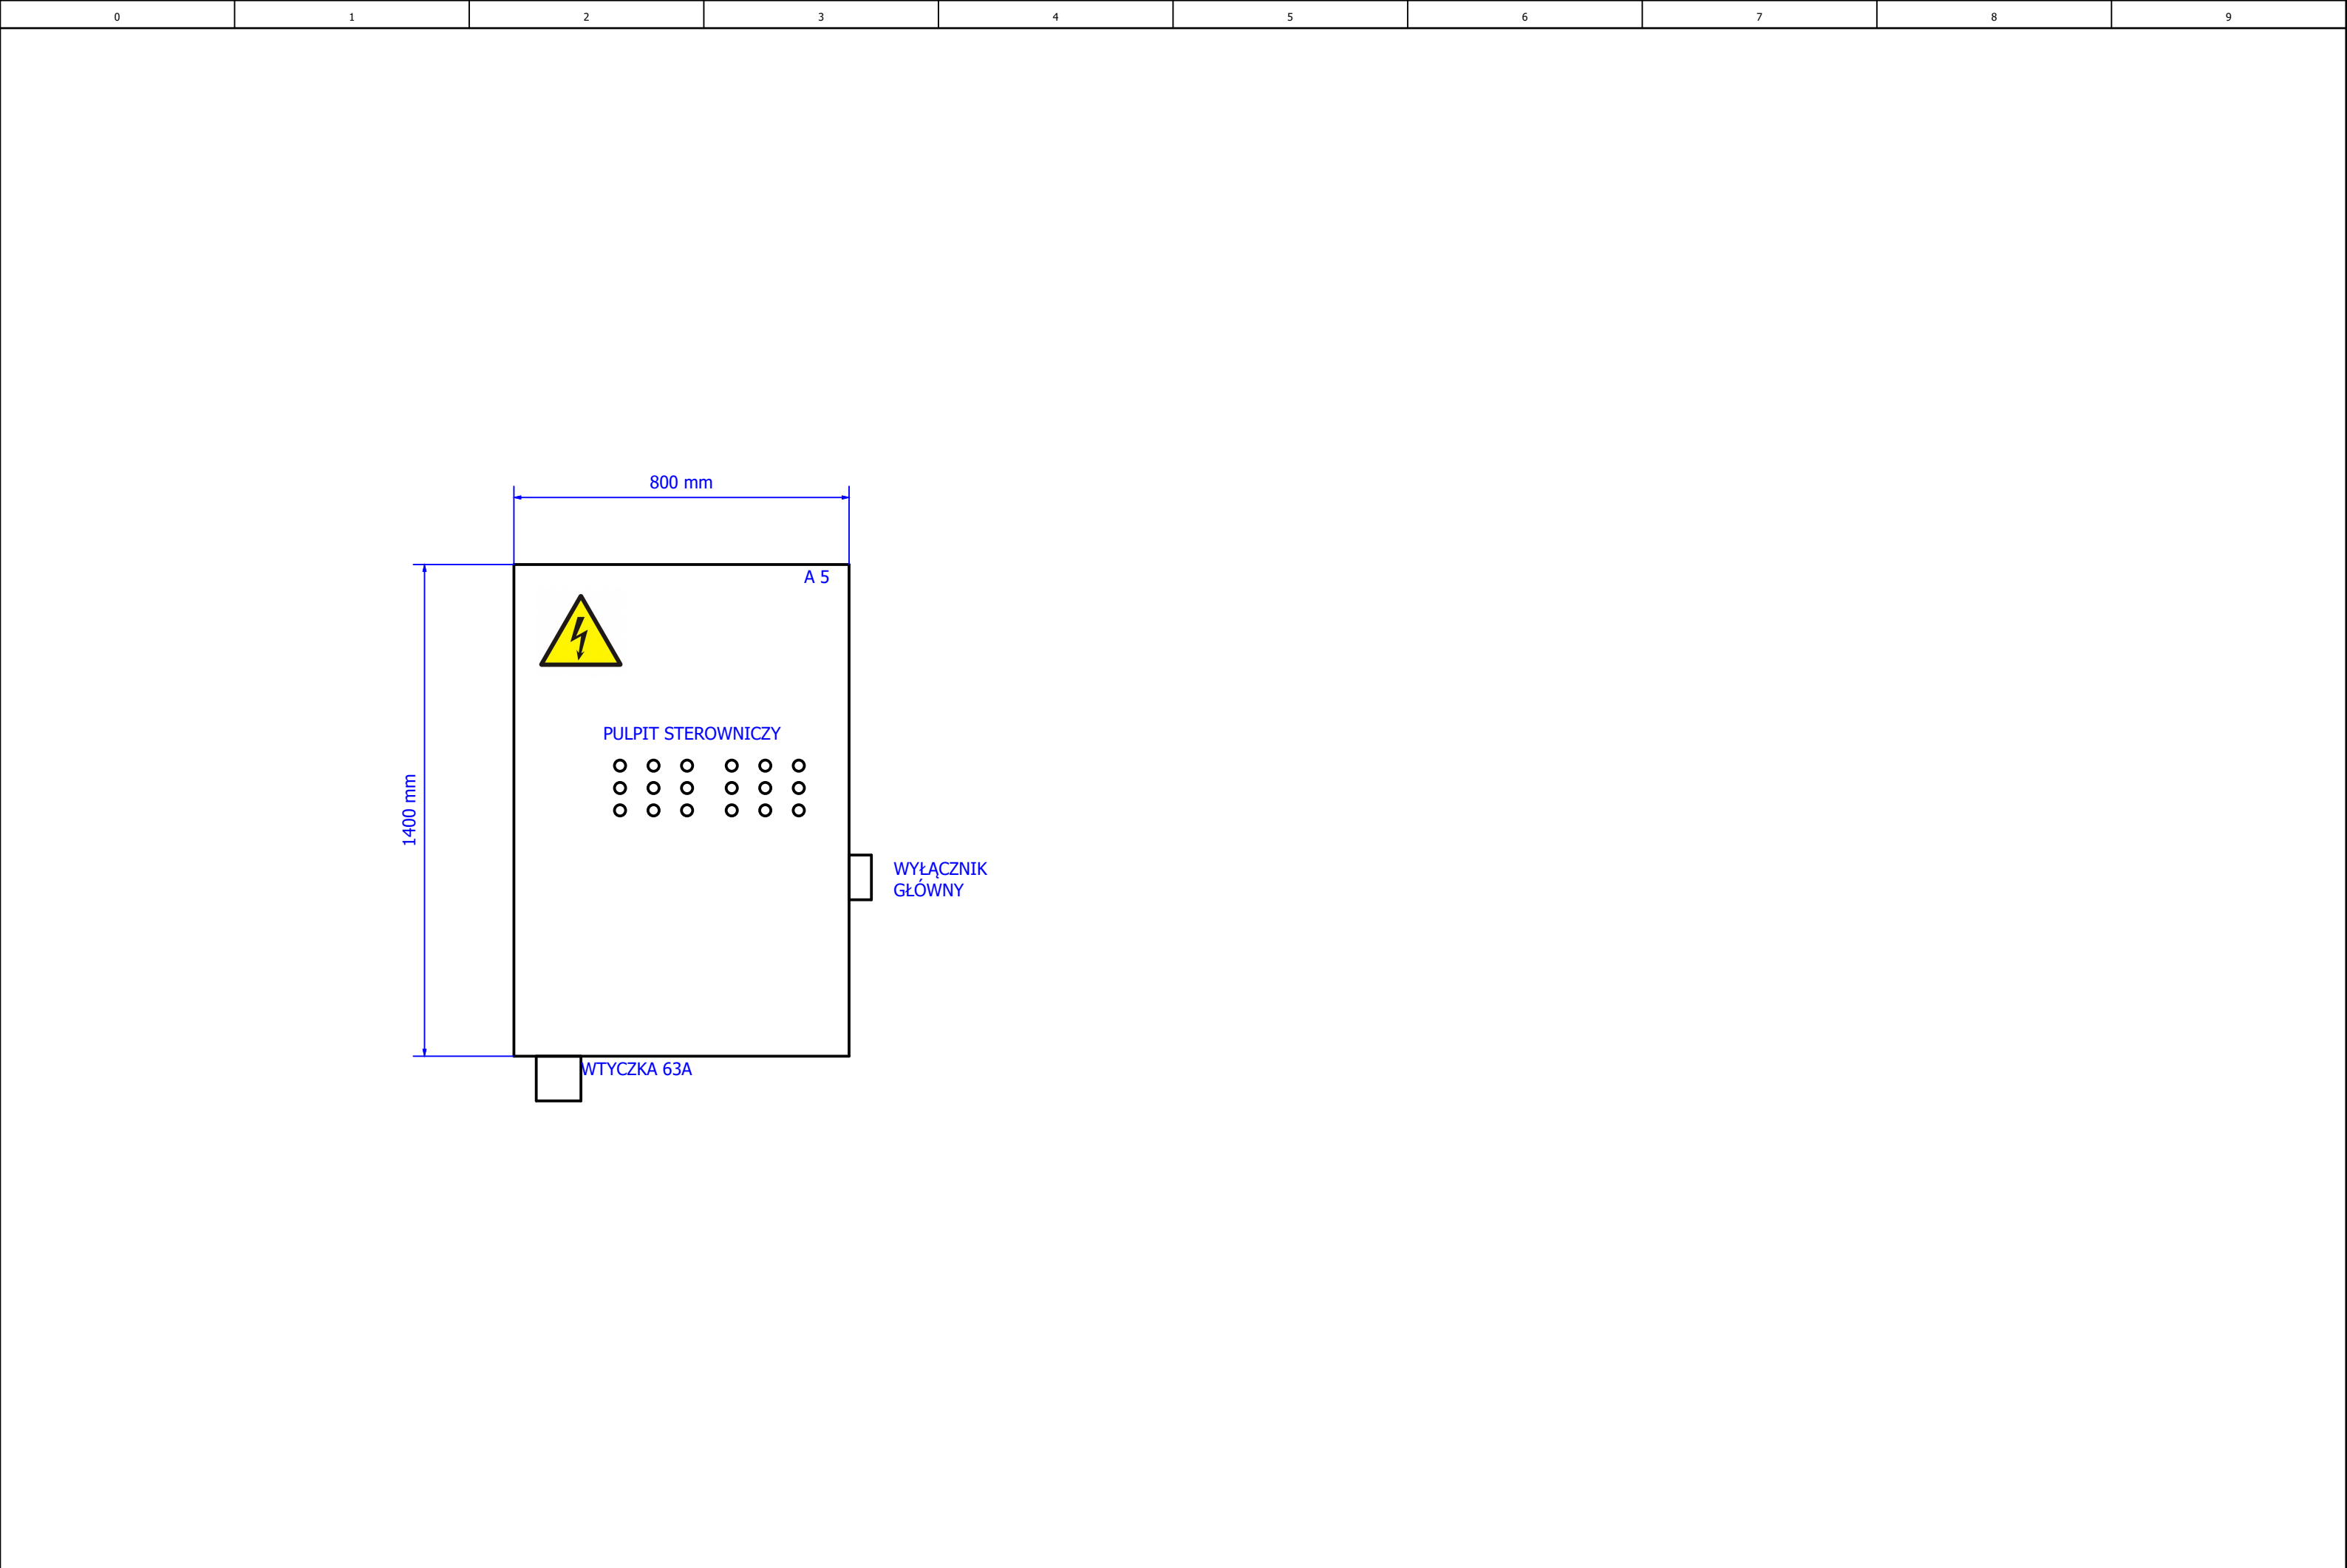 0 1 2 3 4 5 6 7 8 9
800 mm
A 5
PULPIT STEROWNICZY
1400 mm
WYŁĄCZNIK
GŁÓWNY
WTYCZKA 63A